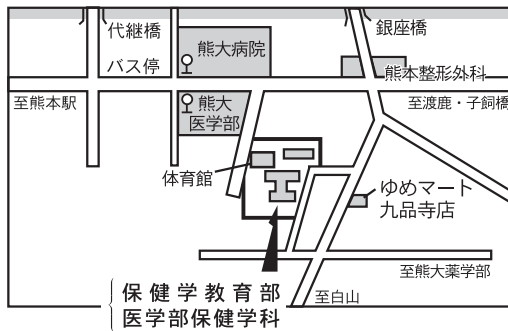 代継橋
銀座橋
熊大病院
バス停
熊本整形外科
至熊本駅
熊大
医学部
至渡鹿・子飼橋
体育館
ゆめマート
九品寺店
至熊大薬学部
保健学教育部
医学部保健学科
至白山